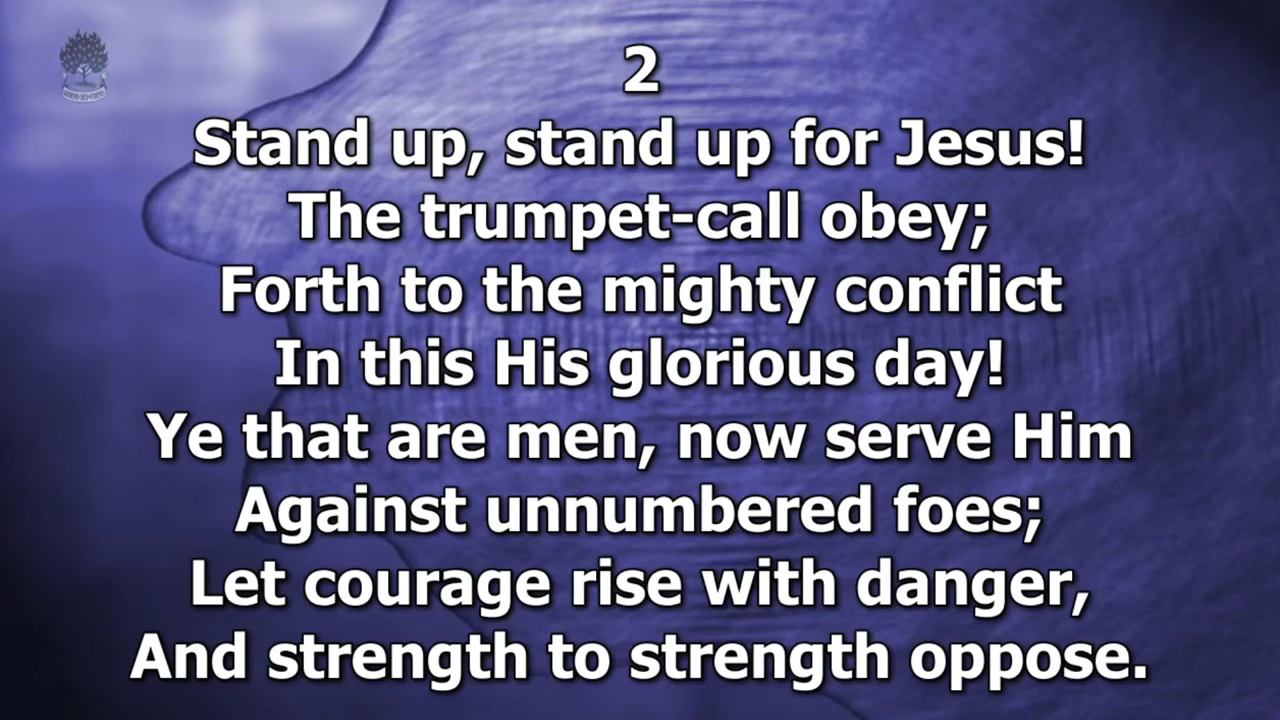 2
Stand up, stand up for Jesus!
The trumpet-call obey;
Forth to the mighty conflict
In this His glorious day!
Ye that are men, now serve Him
Against unnumbered foes;
Let courage rise with danger,
And strength to strength oppose.